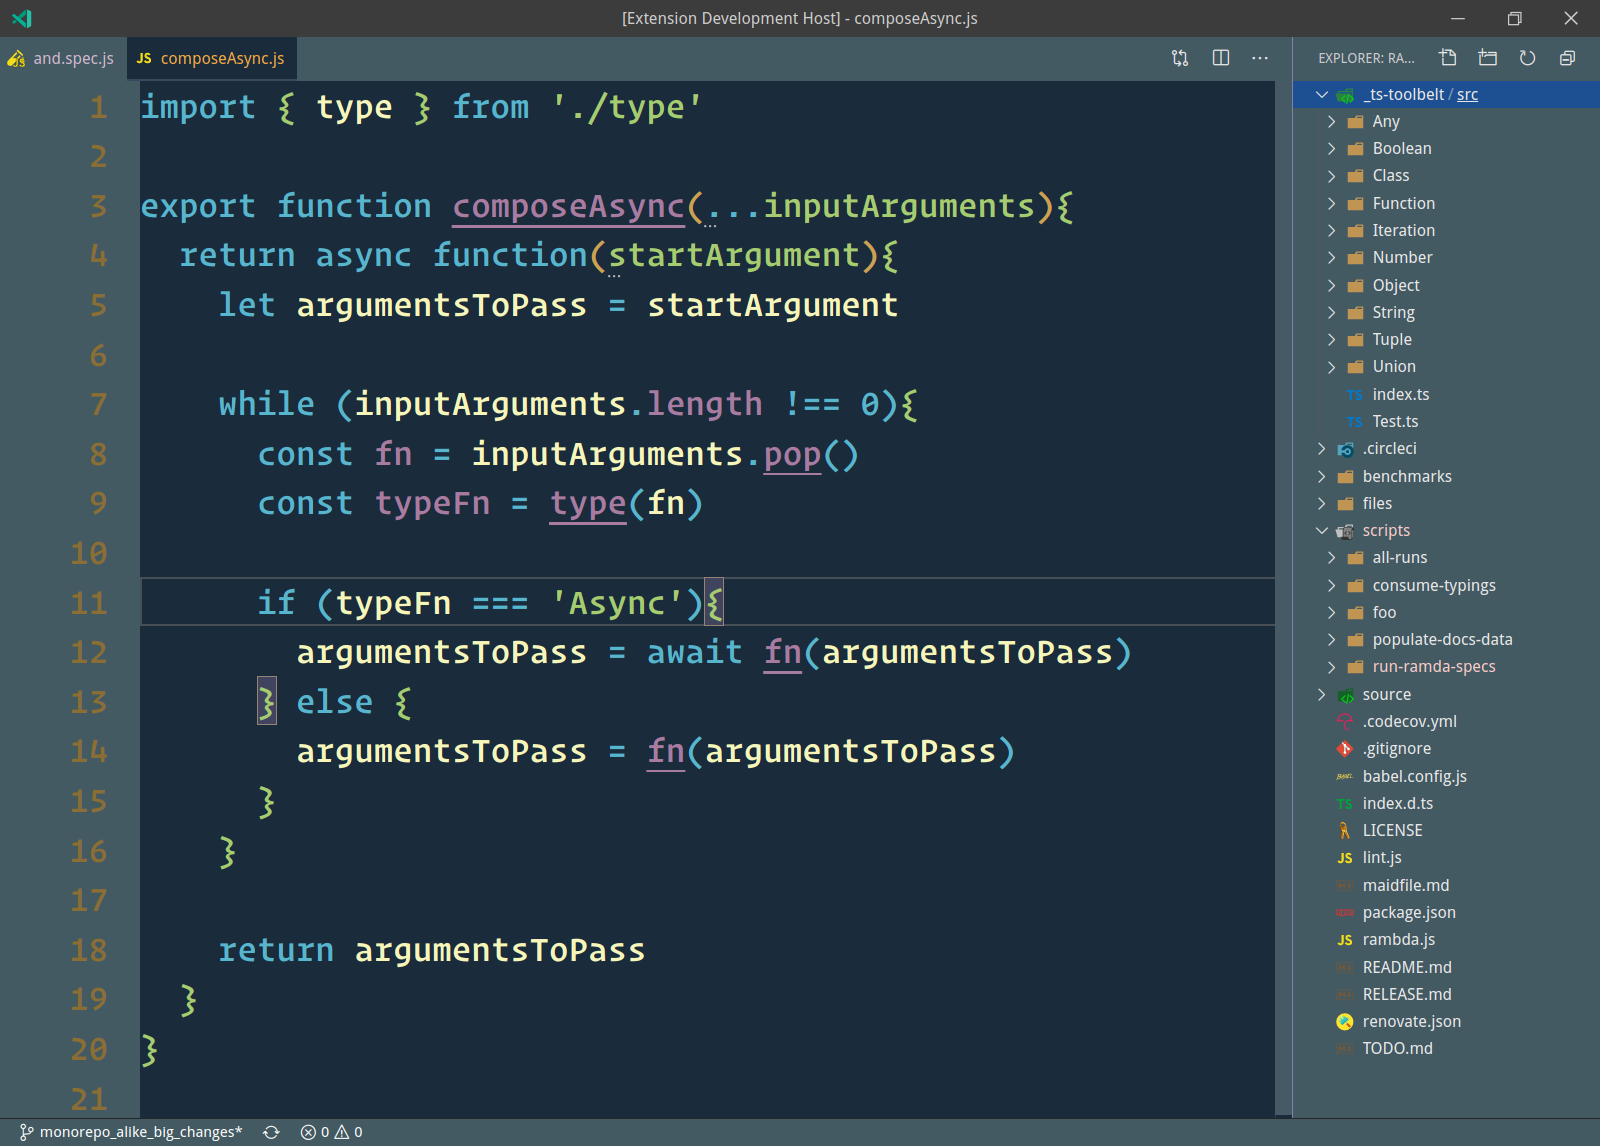 [Extension Development Host] - composeAsync.js
and.spec.js
JS composeAsync.js
1 import { type } from './type'
2
3 export function composeAsync(...inputArguments){
4 return async function(startArgument){
5 let argumentsToPass = startArgument
6
7 while (inputArguments.length !== 0){
8 const fn = inputArguments.pop()
9 const typeFn = type(fn)
10
11 if (typeFn === 'Async'){
12 argumentsToPass = await fn(argumentsToPass)
13 } else {
14 argumentsToPass = fn(argumentsToPass)
15 }
16 }
17
18 return argumentsToPass
19 }
20 }
21
EXPLORER: RA...
_ts-toolbelt / src
Any
Boolean
Class
Function
Iteration
Number
Object
String
Tuple
Union
TS index.ts
TS Test.ts
.circleci
benchmarks
files
scripts
all-runs
consume-typings
foo
populate-docs-data
run-ramda-specs
source
.codecov.yml
.gitignore
babel.config.js
TS index.d.ts
LICENSE
JS lint.js
maidfile.md
package.json
JS rambda.js
README.md
RELEASE.md
renovate.json
TODO.md
monorepo_alike_big_changes* 0 0